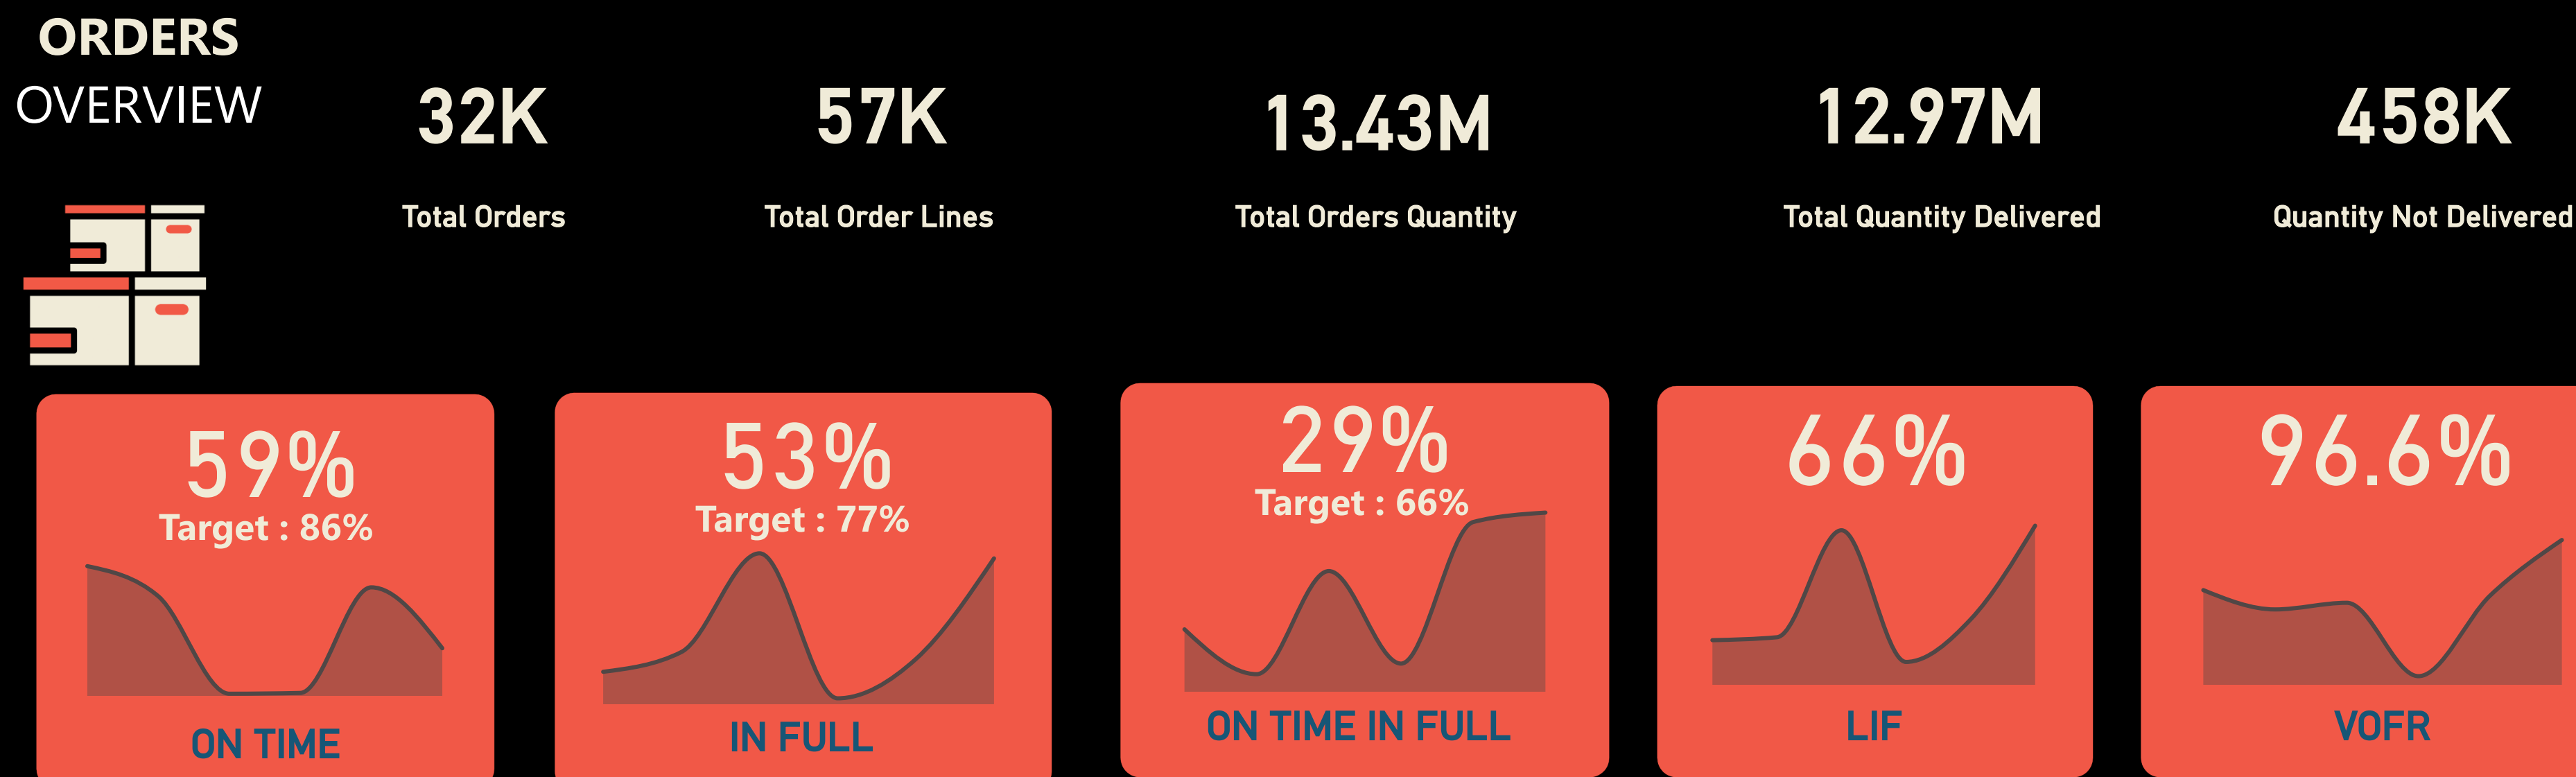 ORDERS
OVERVIEW
32K
Total Orders
57K
Total Order Lines
13.43M
Total Orders Quantity
12.97M
Total Quantity Delivered
458K
Quantity Not Delivered
59%
Target : 86%
ON TIME
53%
Target : 77%
IN FULL
29%
Target : 66%
ON TIME IN FULL
66%
LIF
96.6%
VOFR